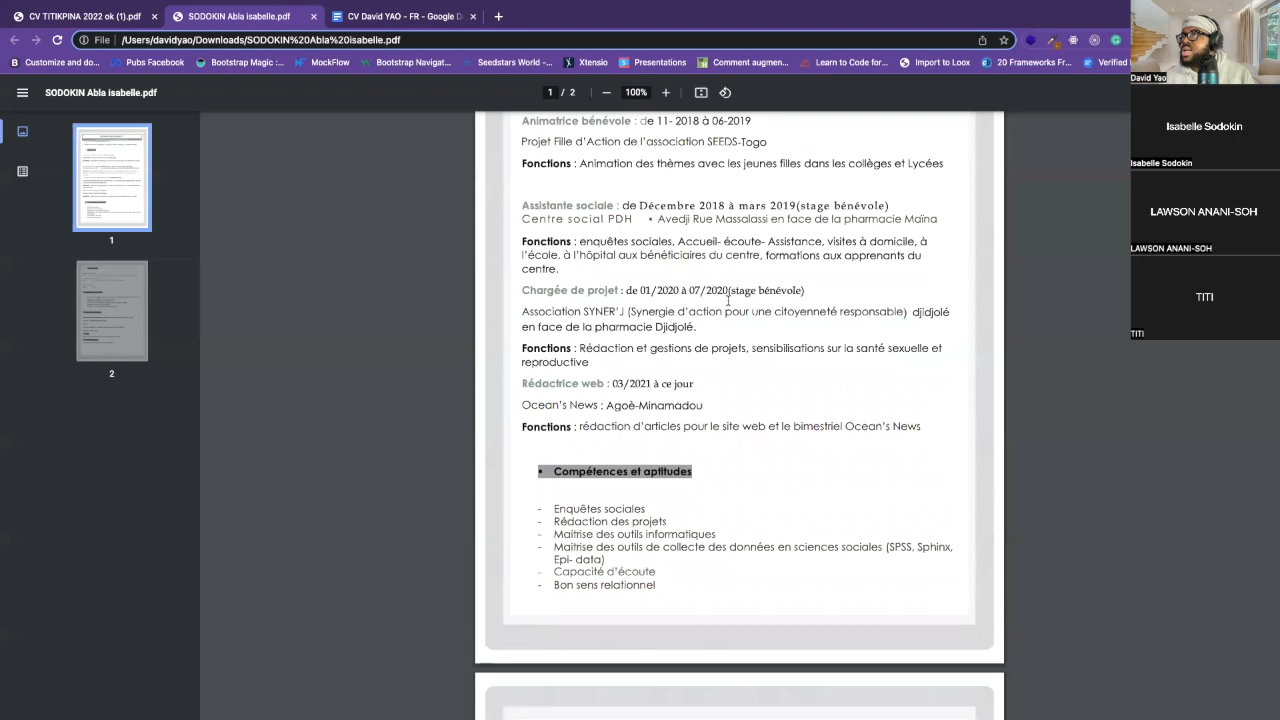 CV TITIKPINA 2022 ok (1).pdf
SODOKIN Abla isabelle.pdf
CV David YAO - FR - Google D
File /Users/davidyao/Downloads/SODOKIN%20Abla%20isabelle.pdf
Customize and do...
Pubs Facebook
Bootstrap Magic :...
MockFlow
Bootstrap Navigat...
Seedstars World -...
Xtensio
Presentations
Comment augmen...
Learn to Code for...
Import to Loox
20 Frameworks Fr...
Veed
SODOKIN Abla isabelle.pdf
1 / 2
100%
1
2
Animatrice bénévole : de 11- 2018 à 06-2019
Projet Fille d'Action de l'association SEEDS-Togo
Fonctions : Animation des thèmes avec les jeunes filles dans les collèges et Lycées
Assistante sociale : de Décembre 2018 à mars 2019(stage bénévole)
Centre social PDH • Avedji Rue Massalassi en face de la pharmacie Maïna
Fonctions : enquêtes sociales, Accueil- écoute- Assistance, visites à domicile, à
l'école, à l'hôpital aux bénéficiaires du centre, formations aux apprenants du
centre.
Chargée de projet : de 01/2020 à 07/2020(stage bénévole)
Association SYNER'J (Synergie d'action pour une citoyenneté responsable) djidjolé
en face de la pharmacie Djidjolé.
Fonctions : Rédaction et gestions de projets, sensibilisations sur la santé sexuelle et
reproductive
Rédactrice web : 03/2021 à ce jour
Ocean's News : Agoè-Minamadou
Fonctions : rédaction d'articles pour le site web et le bimestriel Ocean's News
▪ Compétences et aptitudes
- Enquêtes sociales
- Rédaction des projets
- Maitrise des outils informatiques
- Maitrise des outils de collecte des données en sciences sociales (SPSS, Sphinx,
Epi- data)
- Capacité d'écoute
- Bon sens relationnel
David Yao
Isabelle Sodokin
Isabelle Sodokin
LAWSON ANANI-SOH
LAWSON ANANI-SOH
TITI
TITI